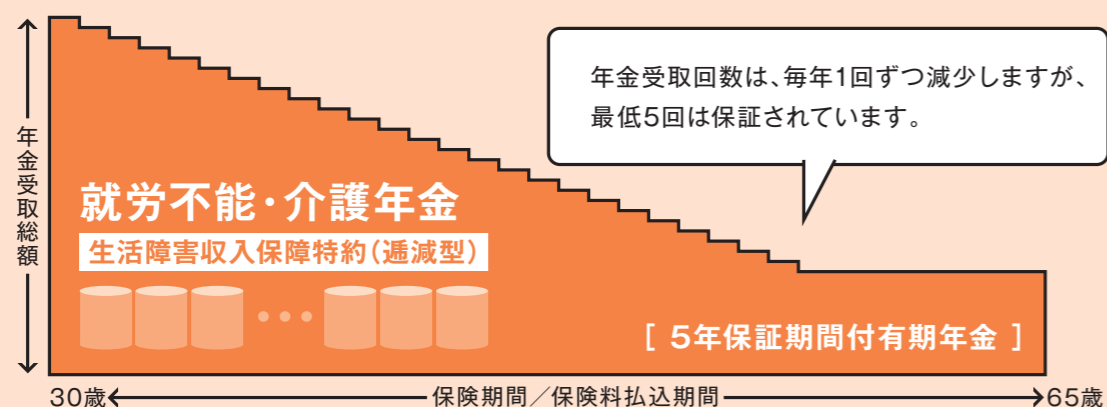 年金受取総額
年金受取回数は、毎年1回ずつ減少しますが、
最低5回は保証されています。
就労不能・介護年金
生活障害収入保障特約(逓減型)
[ 5年保証期間付有期年金 ]
30歳
保険期間／保険料払込期間
65歳